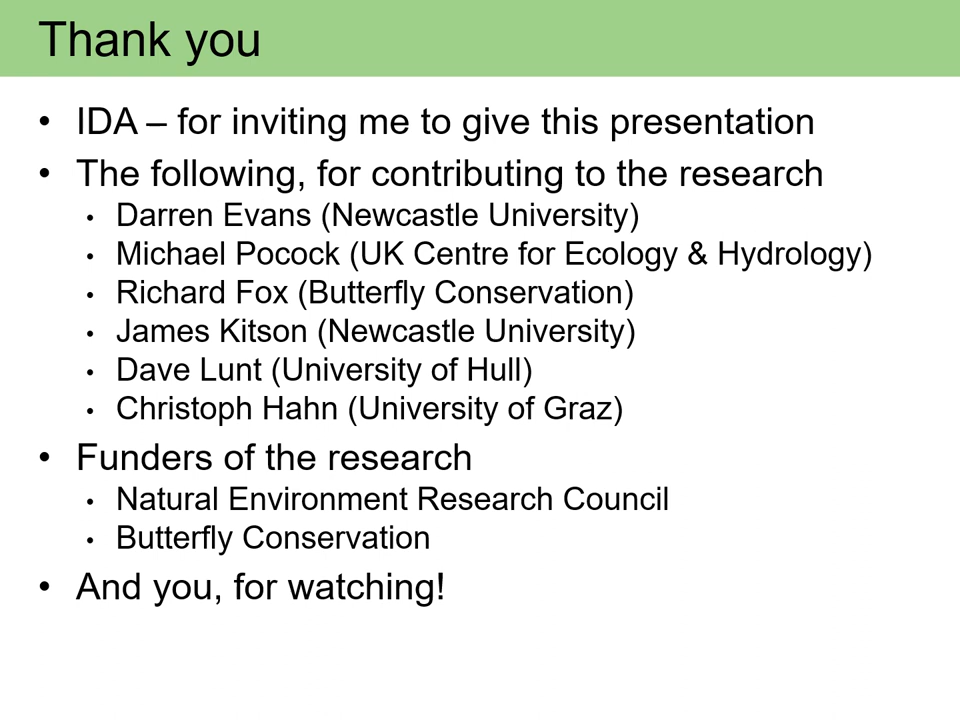 Thank you
• IDA – for inviting me to give this presentation
• The following, for contributing to the research
• Darren Evans (Newcastle University)
• Michael Pocock (UK Centre for Ecology & Hydrology)
• Richard Fox (Butterfly Conservation)
• James Kitson (Newcastle University)
• Dave Lunt (University of Hull)
• Christoph Hahn (University of Graz)
• Funders of the research
• Natural Environment Research Council
• Butterfly Conservation
• And you, for watching!